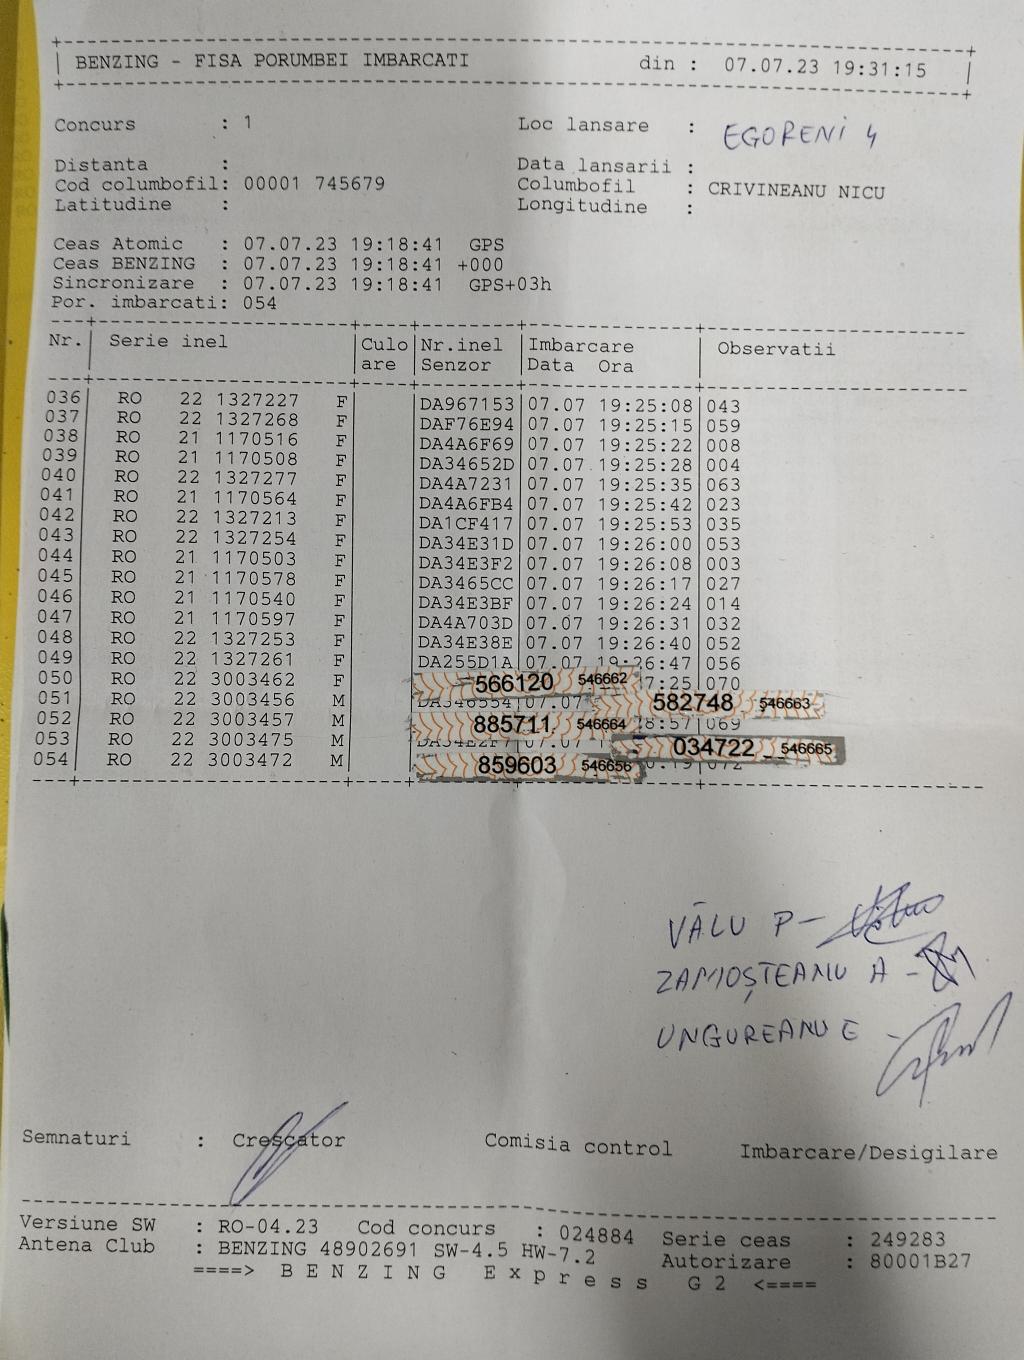 BENZING - FISA PORUMBEI IMBARCATI din : 07.07.23 19:31:15
Concurs : 1 Loc lansare : EGORENI 4
Distanta : Data lansarii :
Cod columbofil: 00001 745679 Columbofil : CRIVINEANU NICU
Latitudine : Longitudine :
Ceas Atomic : 07.07.23 19:18:41 GPS
Ceas BENZING : 07.07.23 19:18:41 +000
Sincronizare : 07.07.23 19:18:41 GPS+03h
Por. imbarcati: 054
Nr. Serie inel Culo Nr.inel Imbarcare Observatii
are Senzor Data Ora
036 RO 22 1327227 F DA967153 07.07 19:25:08 043
037 RO 22 1327268 F DAF76E94 07.07 19:25:15 059
038 RO 21 1170516 F DA4A6F69 07.07 19:25:22 008
039 RO 21 1170508 F DA34652D 07.07 19:25:28 004
040 RO 22 1327277 F DA4A7231 07.07 19:25:35 063
041 RO 21 1170564 F DA4A6FB4 07.07 19:25:42 023
042 RO 22 1327213 F DA1CF417 07.07 19:25:53 035
043 RO 22 1327254 F DA34E31D 07.07 19:26:00 053
044 RO 21 1170503 F DA34E3F2 07.07 19:26:08 003
045 RO 21 1170578 F DA3465CC 07.07 19:26:17 027
046 RO 21 1170540 F DA34E3BF 07.07 19:26:24 014
047 RO 21 1170597 F DA4A703D 07.07 19:26:31 032
048 RO 22 1327253 F DA34E38E 07.07 19:26:40 052
049 RO 22 1327261 F DA255D1A 07.07 19:26:47 056
050 RO 22 3003462 F 566120 546662 7:25 070
051 RO 22 3003456 M 07.07 582748 546663
052 RO 22 3003457 M 885711 546664 8:57 069
053 RO 22 3003475 M 07.07 034722 546665
054 RO 22 3003472 M 859603 546656 072
VĂLU P -
ZAMOȘTEANU A -
UNGUREANU E -
Semnaturi : Crescator Comisia control Imbarcare/Desigilare
Versiune SW : RO-04.23 Cod concurs : 024884 Serie ceas : 249283
Antena Club : BENZING 48902691 SW-4.5 HW-7.2 Autorizare : 80001B27
====> B E N Z I N G E x p r e s s G 2 <====